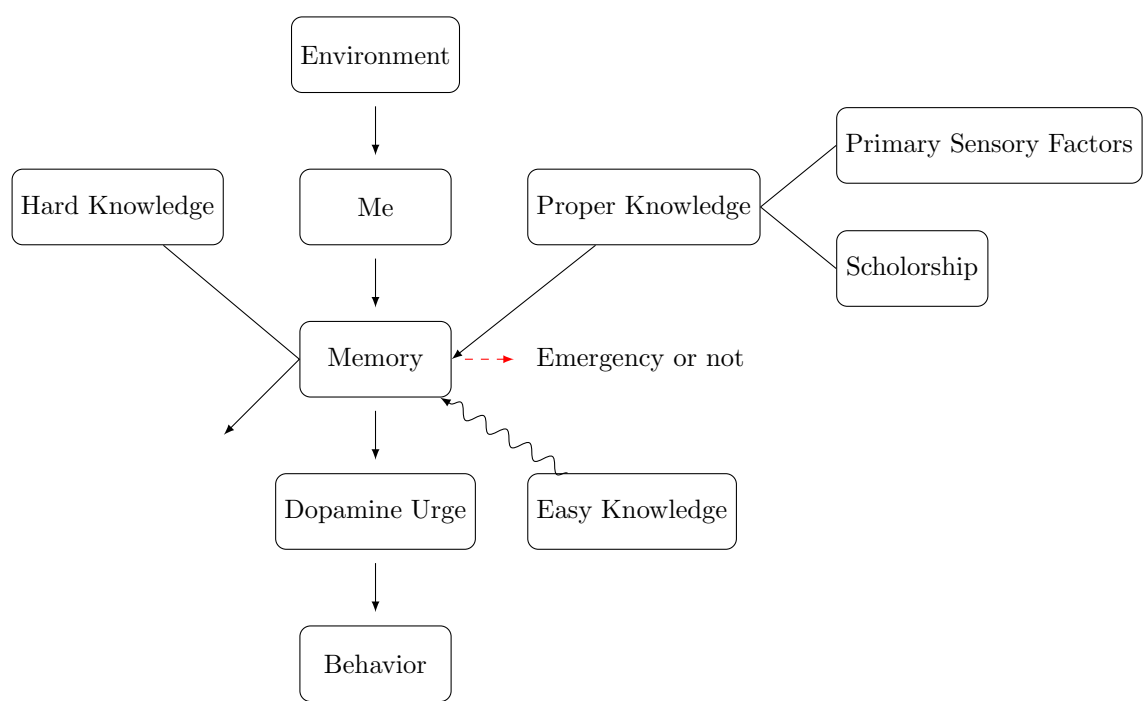 Environment
Primary Sensory Factors
Hard Knowledge
Me
Proper Knowledge
Scholorship
Memory
Emergency or not
Dopamine Urge
Easy Knowledge
Behavior